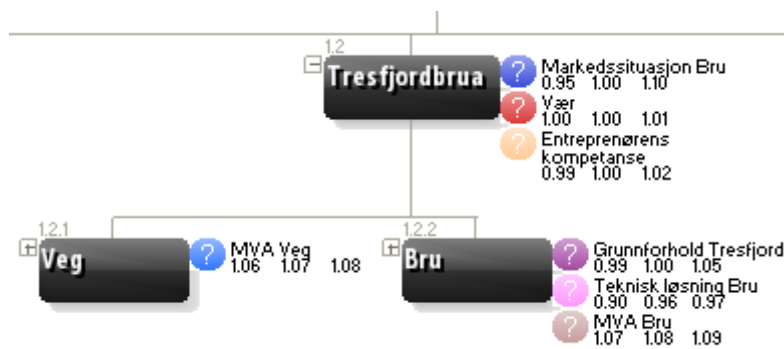 1.2
Tresfjordbrua
? Markedssituasjon Bru
0.95 1.00 1.10
? Vær
1.00 1.00 1.01
? Entreprenørens
kompetanse
0.99 1.00 1.02
1.2.1
Veg
? MVA Veg
1.06 1.07 1.08
1.2.2
Bru
? Grunnforhold Tresfjord
0.99 1.00 1.05
? Teknisk løsning Bru
0.90 0.96 0.97
? MVA Bru
1.07 1.08 1.09